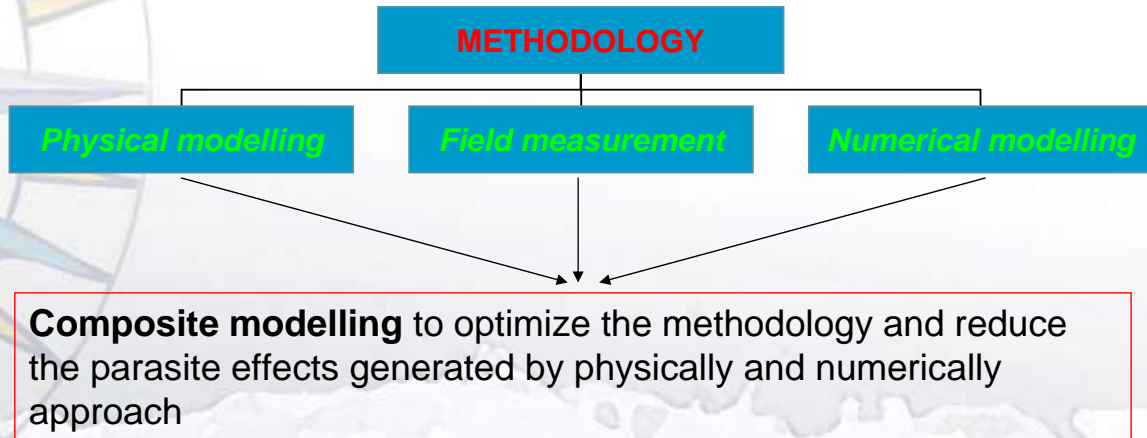 METHODOLOGY
Physical modelling
Field measurement
Numerical modelling
Composite modelling to optimize the methodology and reduce
the parasite effects generated by physically and numerically
approach